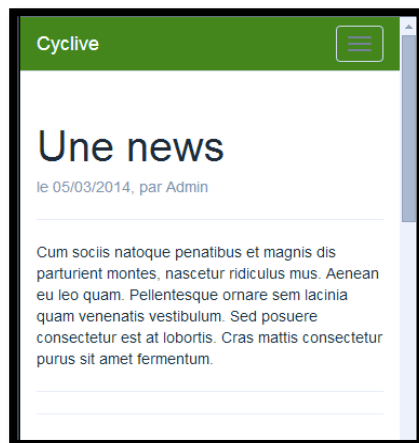 Cyclive
Une news
le 05/03/2014, par Admin
Cum sociis natoque penatibus et magnis dis
parturient montes, nascetur ridiculus mus. Aenean
eu leo quam. Pellentesque ornare sem lacinia
quam venenatis vestibulum. Sed posuere
consectetur est at lobortis. Cras mattis consectetur
purus sit amet fermentum.